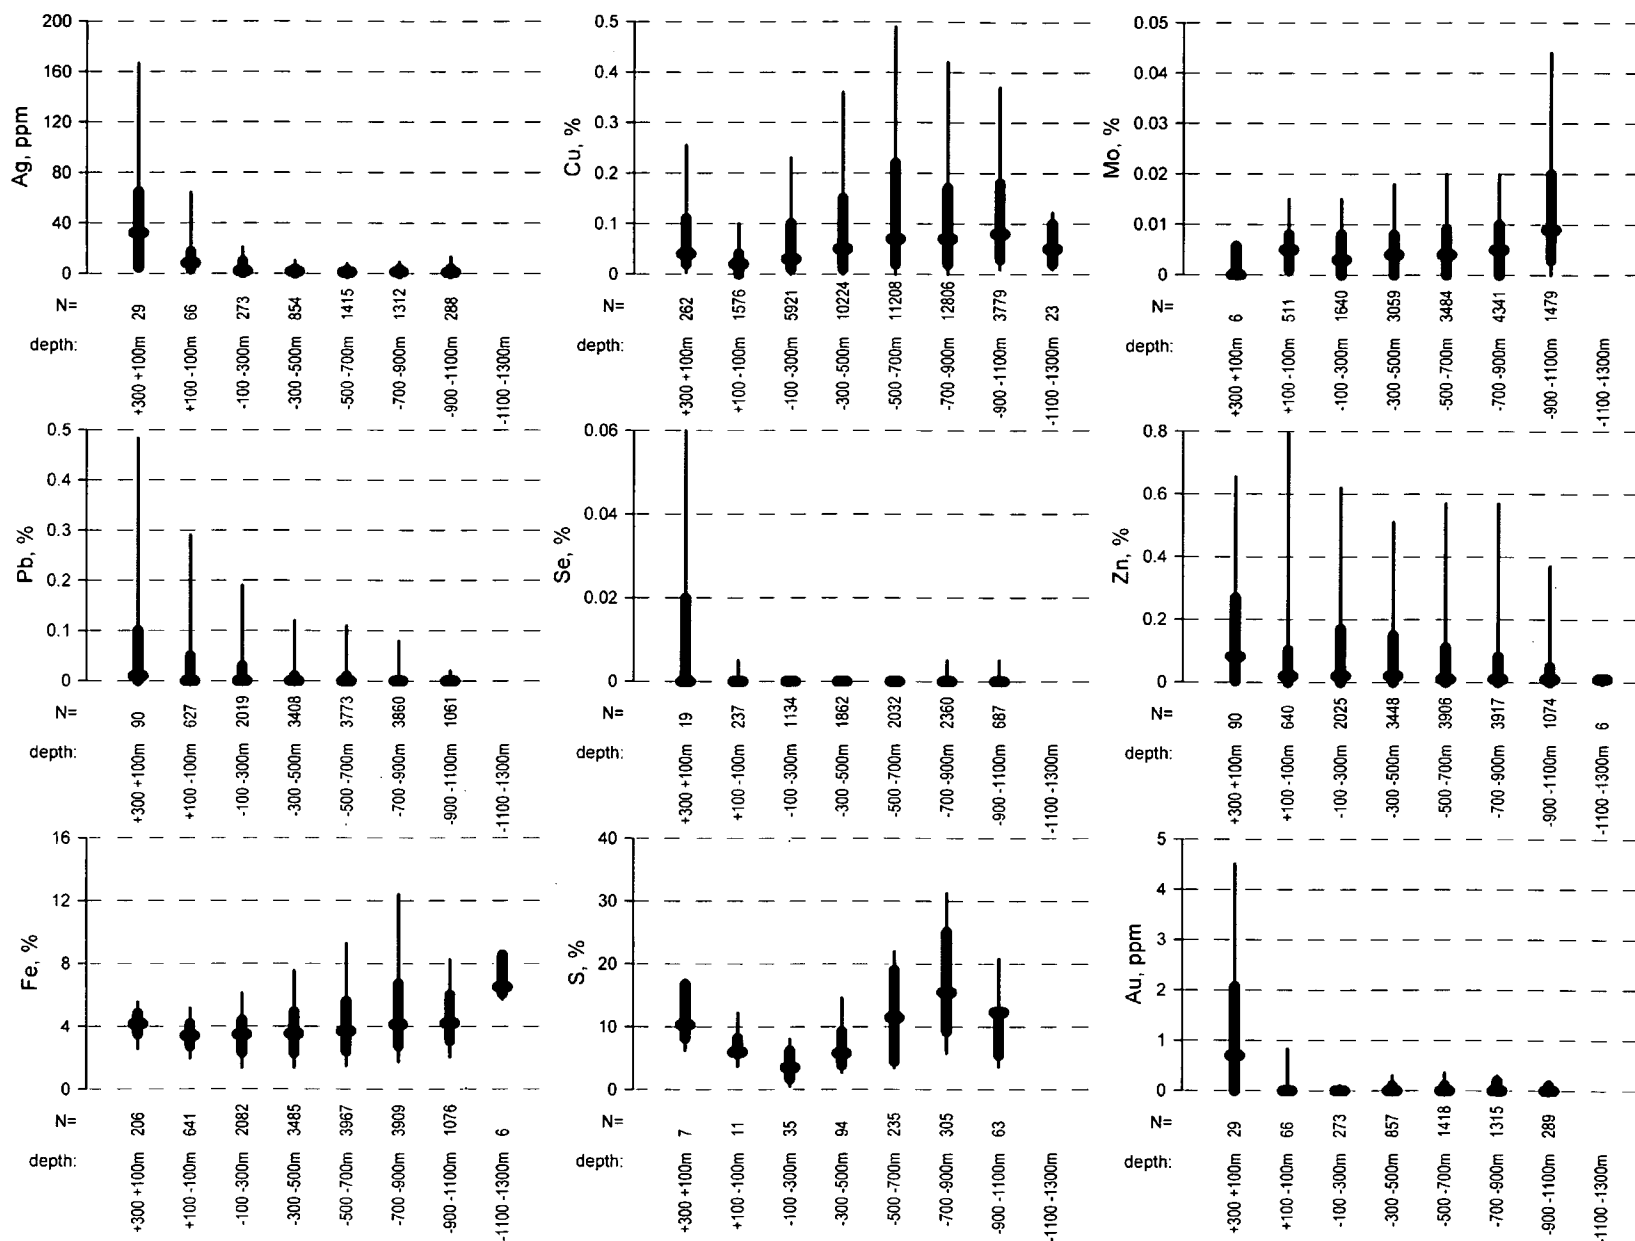 Ag, ppm
200
160
120
80
40
0
N= 29 66 273 854 1415 1312 288
depth: +300 +100m +100 -100m -100 -300m -300 -500m -500 -700m -700 -900m -900 -1100m -1100 -1300m
Cu, %
0.5
0.4
0.3
0.2
0.1
0
N= 262 1576 5921 10224 11208 12806 3779 23
depth: +300 +100m +100 -100m -100 -300m -300 -500m -500 -700m -700 -900m -900 -1100m -1100 -1300m
Mo, %
0.05
0.04
0.03
0.02
0.01
0
N= 6 511 1640 3059 3484 4341 1479
depth: +300 +100m +100 -100m -100 -300m -300 -500m -500 -700m -700 -900m -900 -1100m -1100 -1300m
Pb, %
0.5
0.4
0.3
0.2
0.1
0
N= 90 627 2019 3408 3773 3860 1061
depth: +300 +100m +100 -100m -100 -300m -300 -500m -500 -700m -700 -900m -900 -1100m -1100 -1300m
Se, %
0.06
0.04
0.02
0
N= 19 237 1134 1862 2032 2360 687
depth: +300 +100m +100 -100m -100 -300m -300 -500m -500 -700m -700 -900m -900 -1100m -1100 -1300m
Zn, %
0.8
0.6
0.4
0.2
0
N= 90 640 2025 3448 3906 3917 1074 6
depth: +300 +100m +100 -100m -100 -300m -300 -500m -500 -700m -700 -900m -900 -1100m -1100 -1300m
Fe, %
16
12
8
4
0
N= 206 641 2082 3485 3967 3909 1076 6
depth: +300 +100m +100 -100m -100 -300m -300 -500m -500 -700m -700 -900m -900 -1100m -1100 -1300m
S, %
40
30
20
10
0
N= 7 11 35 94 235 305 63
depth: +300 +100m +100 -100m -100 -300m -300 -500m -500 -700m -700 -900m -900 -1100m -1100 -1300m
Au, ppm
5
4
3
2
1
0
N= 29 66 273 857 1418 1315 289
depth: +300 +100m +100 -100m -100 -300m -300 -500m -500 -700m -700 -900m -900 -1100m -1100 -1300m